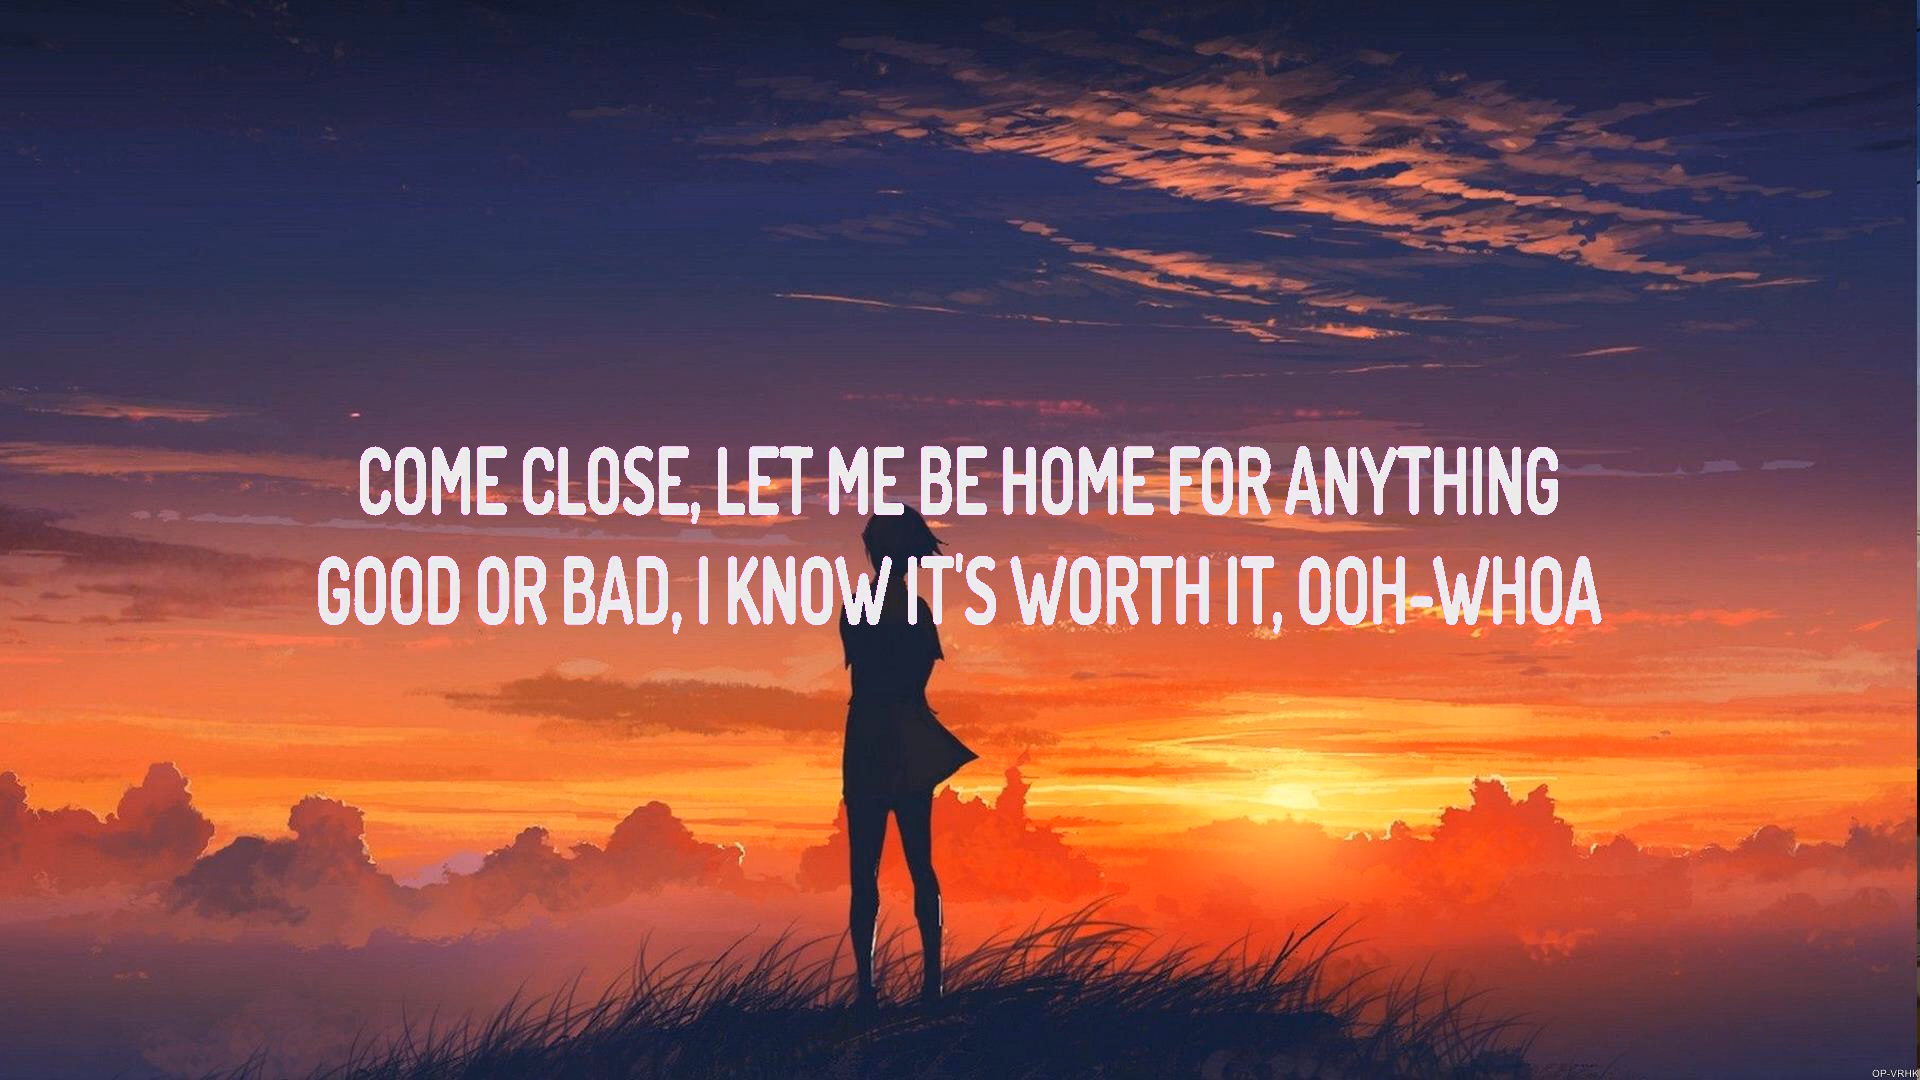 COME CLOSE, LET ME BE HOME FOR ANYTHING
GOOD OR BAD, I KNOW IT'S WORTH IT, OOH-WHOA
OP-VRHK